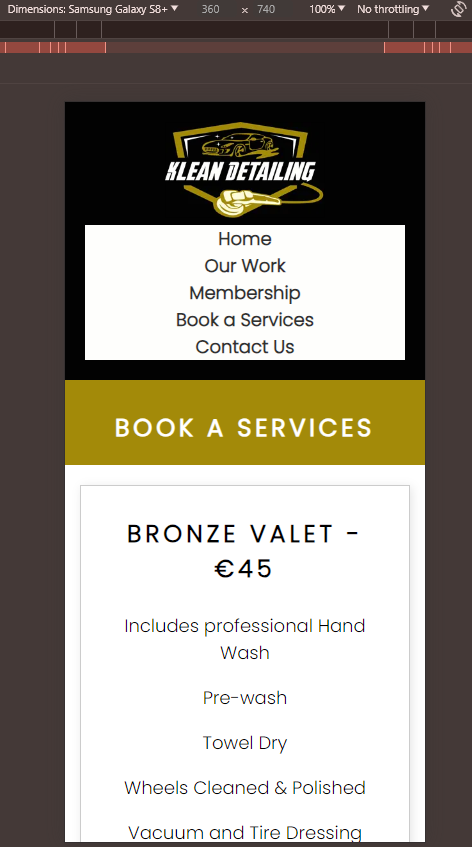 Dimensions: Samsung Galaxy S8+ ▼ 360 x 740 100% ▼ No throttling ▼
KLEAN DETAILING
Home
Our Work
Membership
Book a Services
Contact Us
BOOK A SERVICES
BRONZE VALET -
€45
Includes professional Hand
Wash
Pre-wash
Towel Dry
Wheels Cleaned & Polished
Vacuum and Tire Dressing